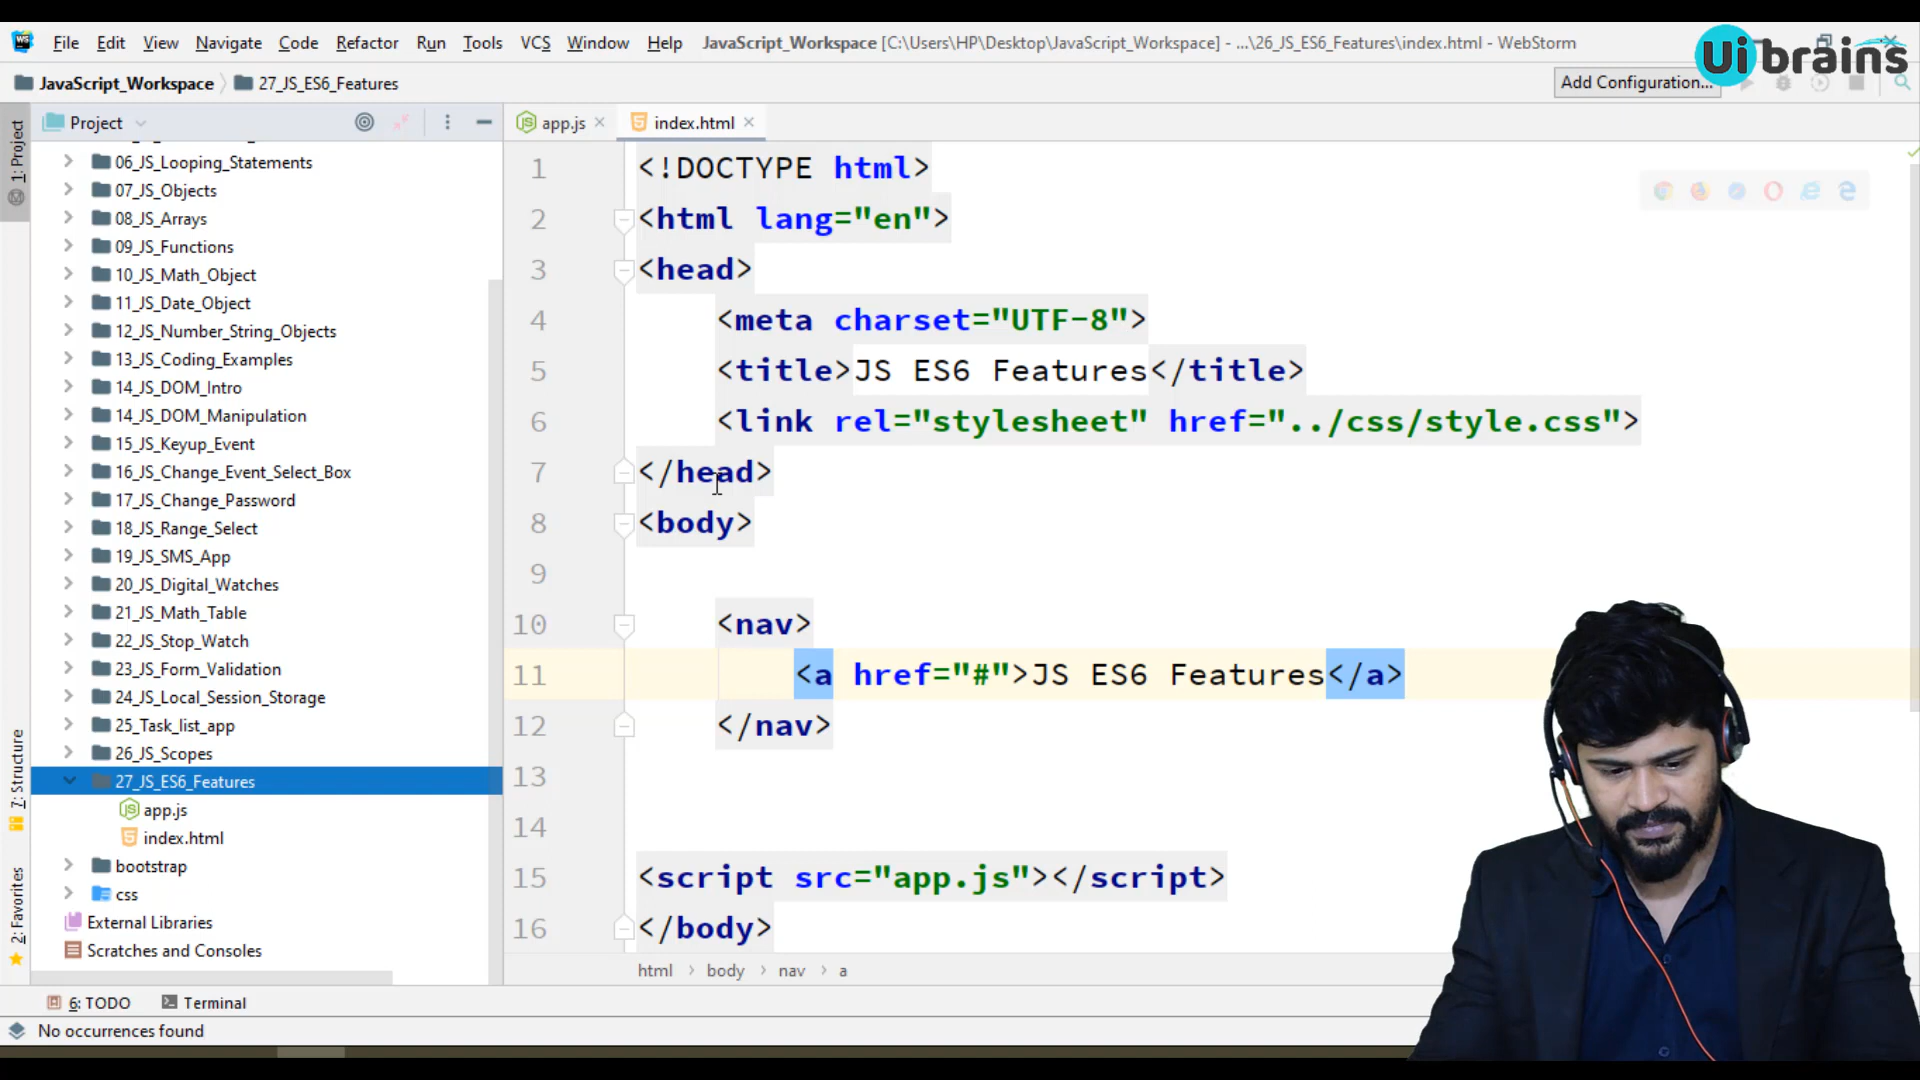 File Edit View Navigate Code Refactor Run Tools VCS Window Help JavaScript_Workspace [C:\Users\HP\Desktop\JavaScript_Workspace] - ...\26_JS_ES6_Features\index.html - WebStorm
Ui brains
JavaScript_Workspace 27_JS_ES6_Features
Add Configuration...
Project
app.js
index.html
1: Project
7: Structure
2: Favorites
06_JS_Looping_Statements
07_JS_Objects
08_JS_Arrays
09_JS_Functions
10_JS_Math_Object
11_JS_Date_Object
12_JS_Number_String_Objects
13_JS_Coding_Examples
14_JS_DOM_Intro
14_JS_DOM_Manipulation
15_JS_Keyup_Event
16_JS_Change_Event_Select_Box
17_JS_Change_Password
18_JS_Range_Select
19_JS_SMS_App
20_JS_Digital_Watches
21_JS_Math_Table
22_JS_Stop_Watch
23_JS_Form_Validation
24_JS_Local_Session_Storage
25_Task_list_app
26_JS_Scopes
27_JS_ES6_Features
app.js
index.html
bootstrap
css
External Libraries
Scratches and Consoles
1 <!DOCTYPE html>
2 <html lang="en">
3 <head>
4 <meta charset="UTF-8">
5 <title>JS ES6 Features</title>
6 <link rel="stylesheet" href="../css/style.css">
7 </head>
8 <body>
9
10 <nav>
11 <a href="#">JS ES6 Features</a>
12 </nav>
13
14
15 <script src="app.js"></script>
16 </body>
html > body > nav > a
6: TODO Terminal
No occurrences found